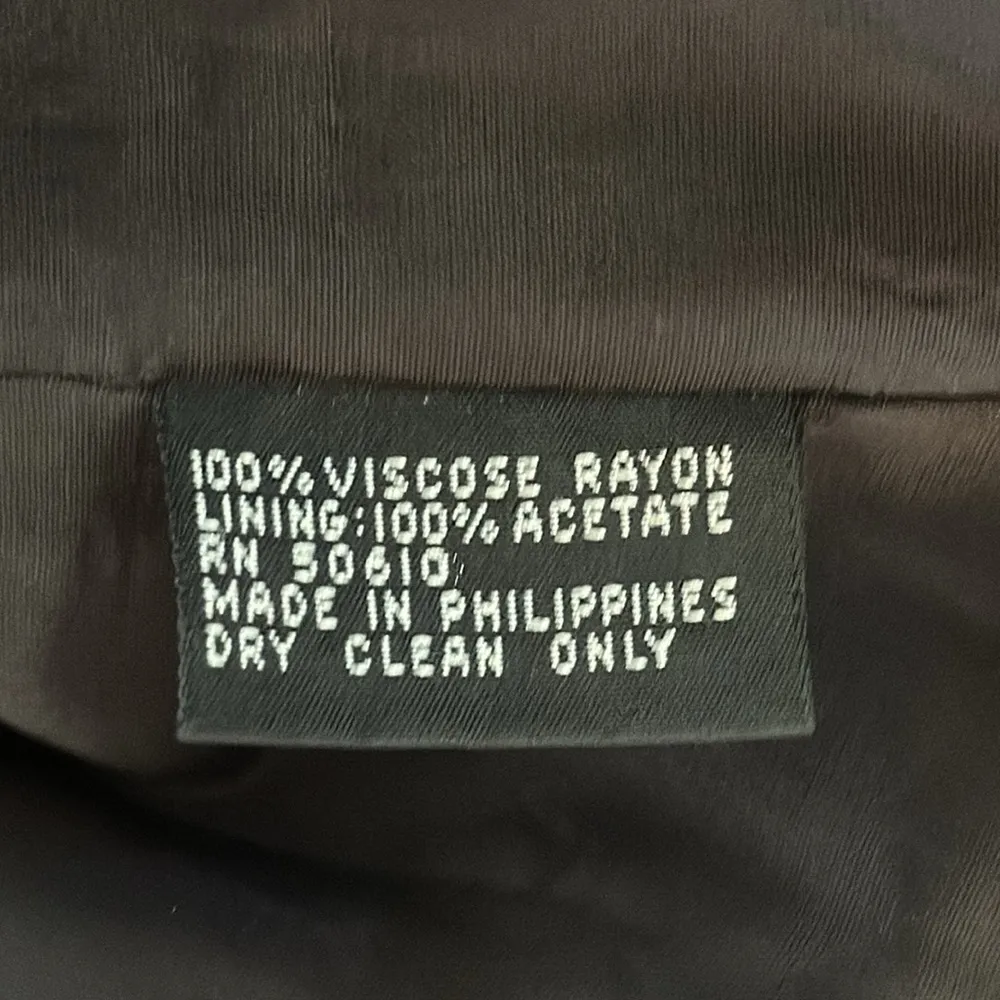 100% VISCOSE RAYON
LINING: 100% ACETATE
RN 50610
MADE IN PHILIPPINES
DRY CLEAN ONLY